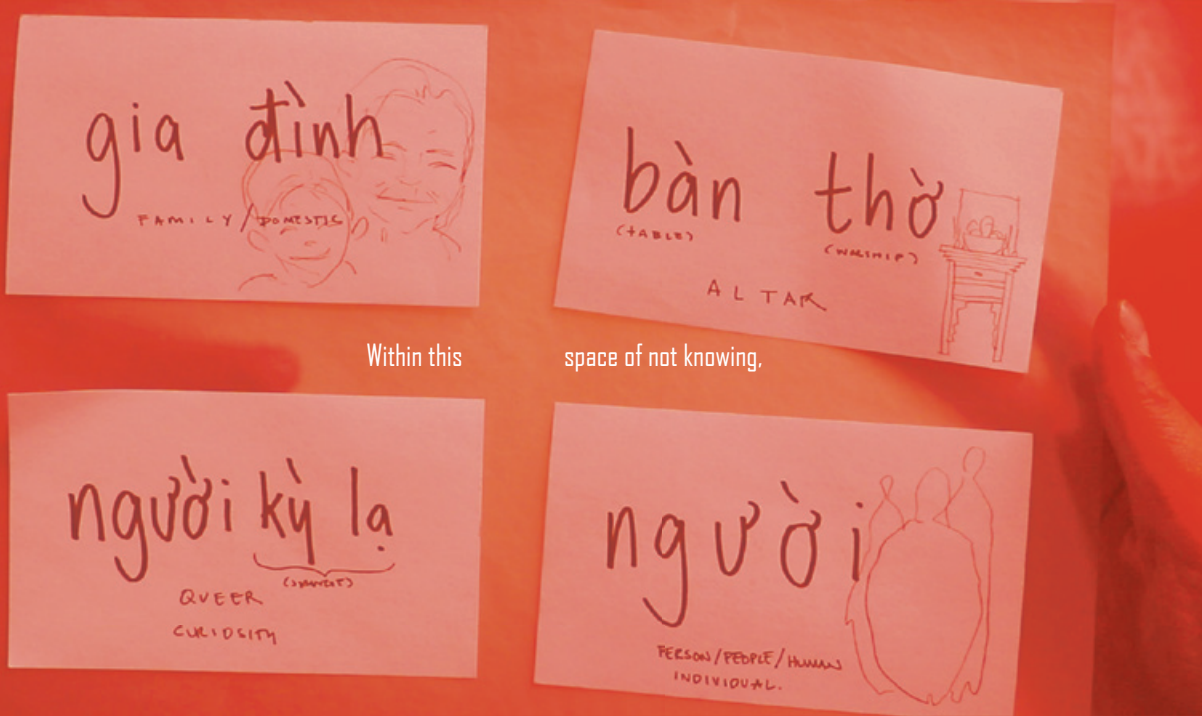 gia đình
FAMILY/DOMESTIC
bàn thờ
(TABLE) (WORSHIP)
ALTAR
Within this space of not knowing,
người kỳ lạ
QUEER
CURIOSITY
người
PERSON/PEOPLE/HUMAN
INDIVIDUAL.